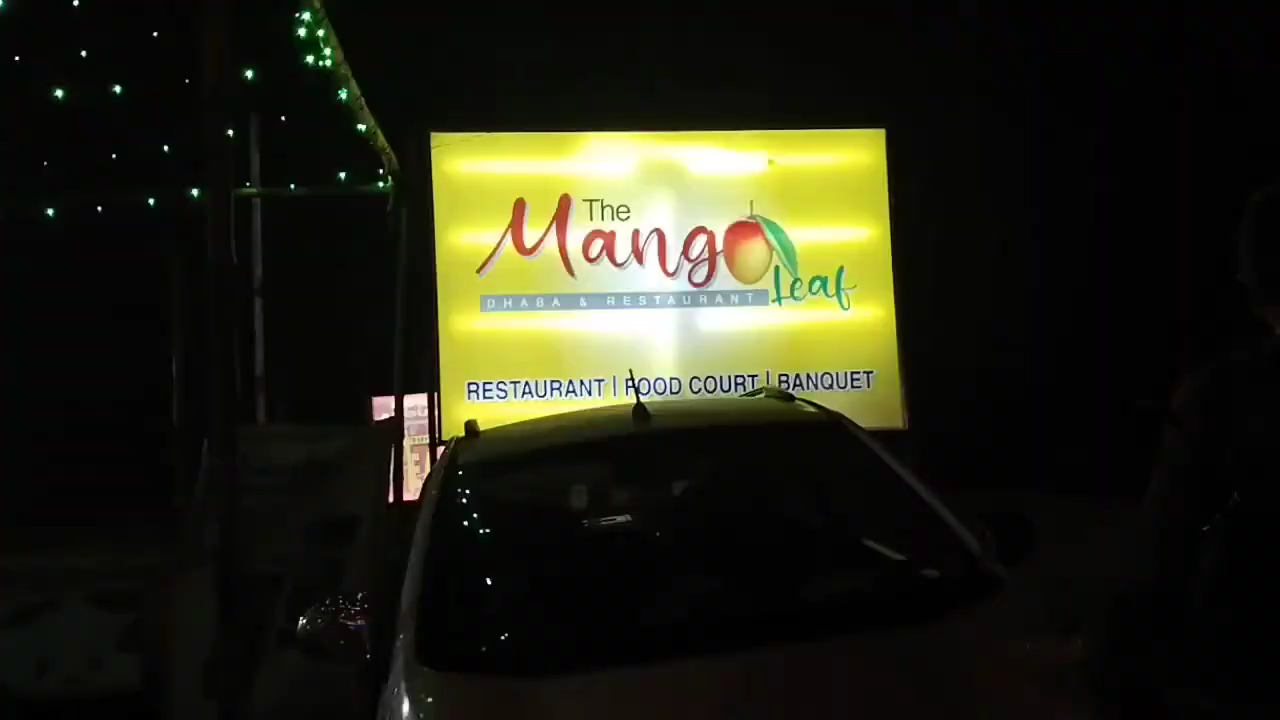 The
Mango
Leaf
DHABA & RESTAURANT
RESTAURANT | FOOD COURT | BANQUET